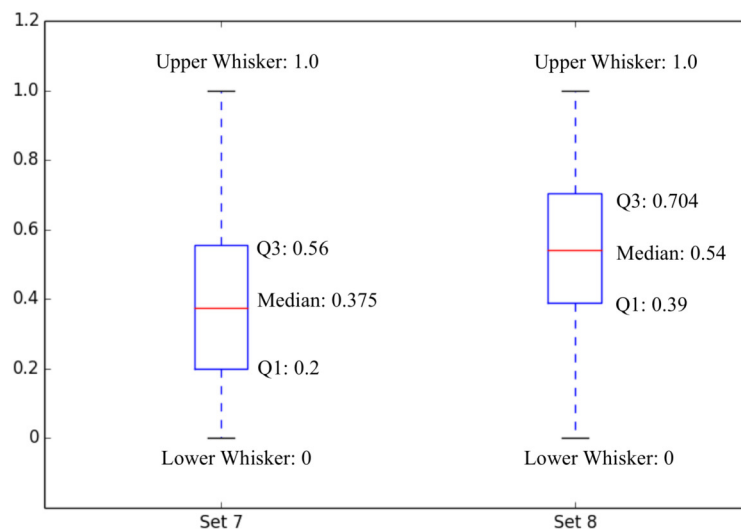 1.2
1.0
0.8
0.6
0.4
0.2
0
Upper Whisker: 1.0
Q3: 0.56
Median: 0.375
Q1: 0.2
Lower Whisker: 0
Upper Whisker: 1.0
Q3: 0.704
Median: 0.54
Q1: 0.39
Lower Whisker: 0
Set 7
Set 8